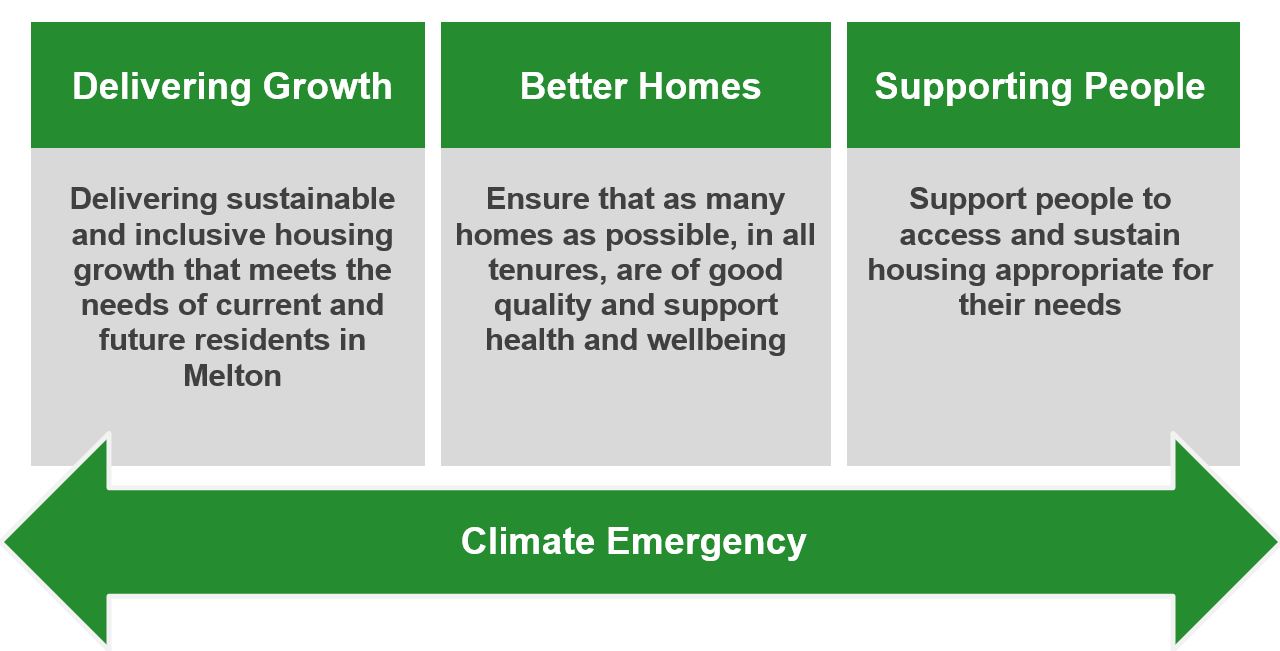 Delivering Growth
Delivering sustainable
and inclusive housing
growth that meets the
needs of current and
future residents in
Melton
Better Homes
Ensure that as many
homes as possible, in all
tenures, are of good
quality and support
health and wellbeing
Supporting People
Support people to
access and sustain
housing appropriate for
their needs
Climate Emergency